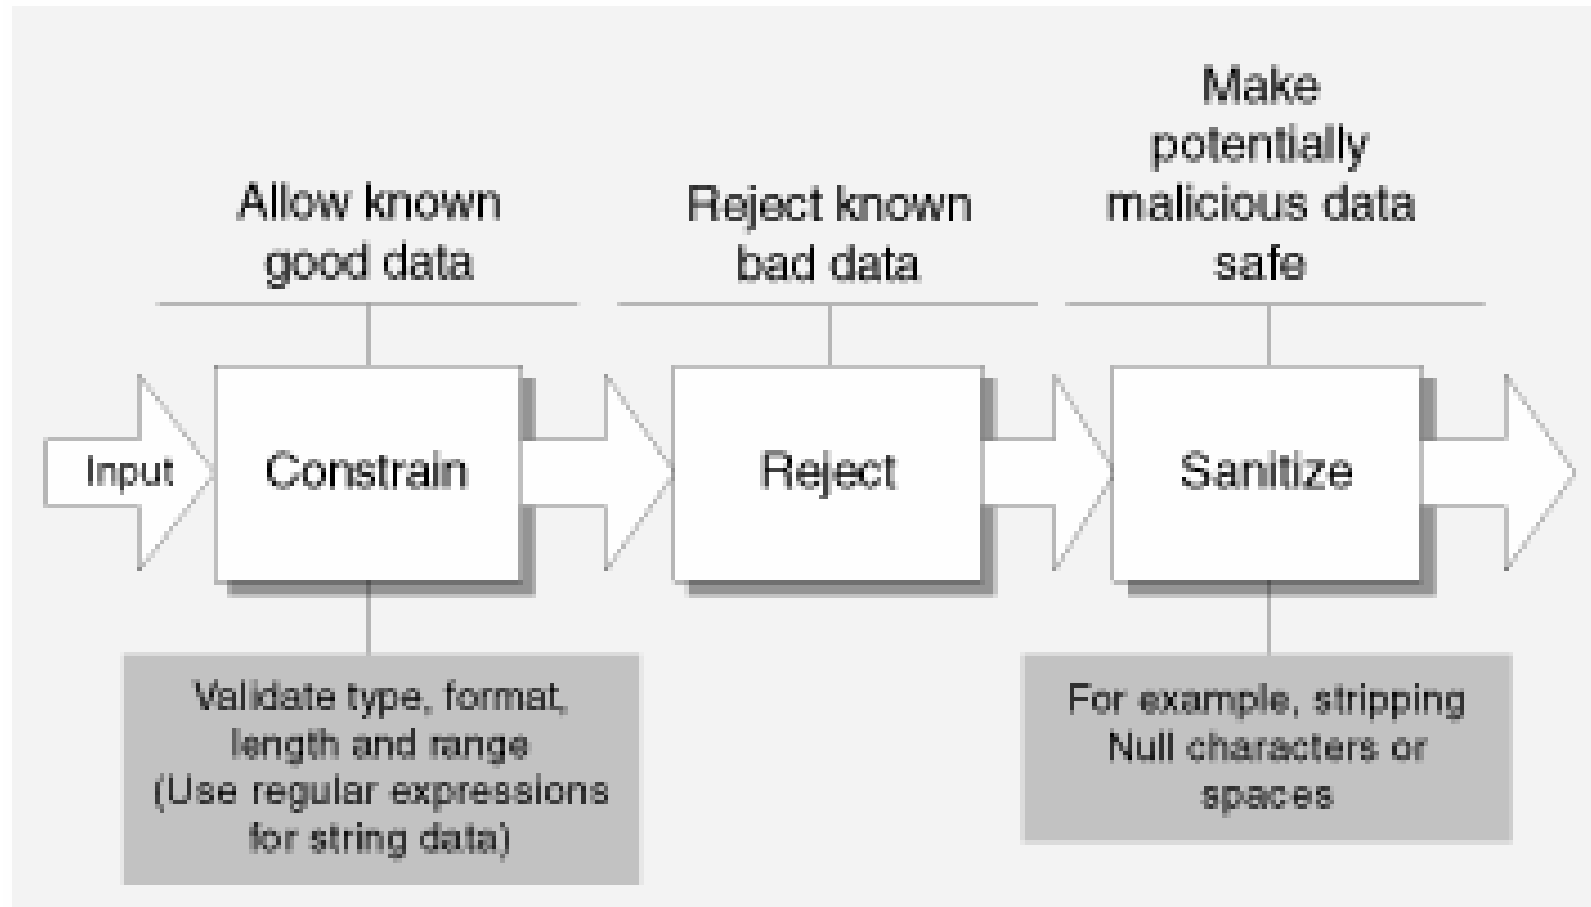 Allow known
good data
Reject known
bad data
Make
potentially
malicious data
safe
Input
Constrain
Reject
Sanitize
Validate type, format,
length and range
(Use regular expressions
for string data)
For example, stripping
Null characters or
spaces